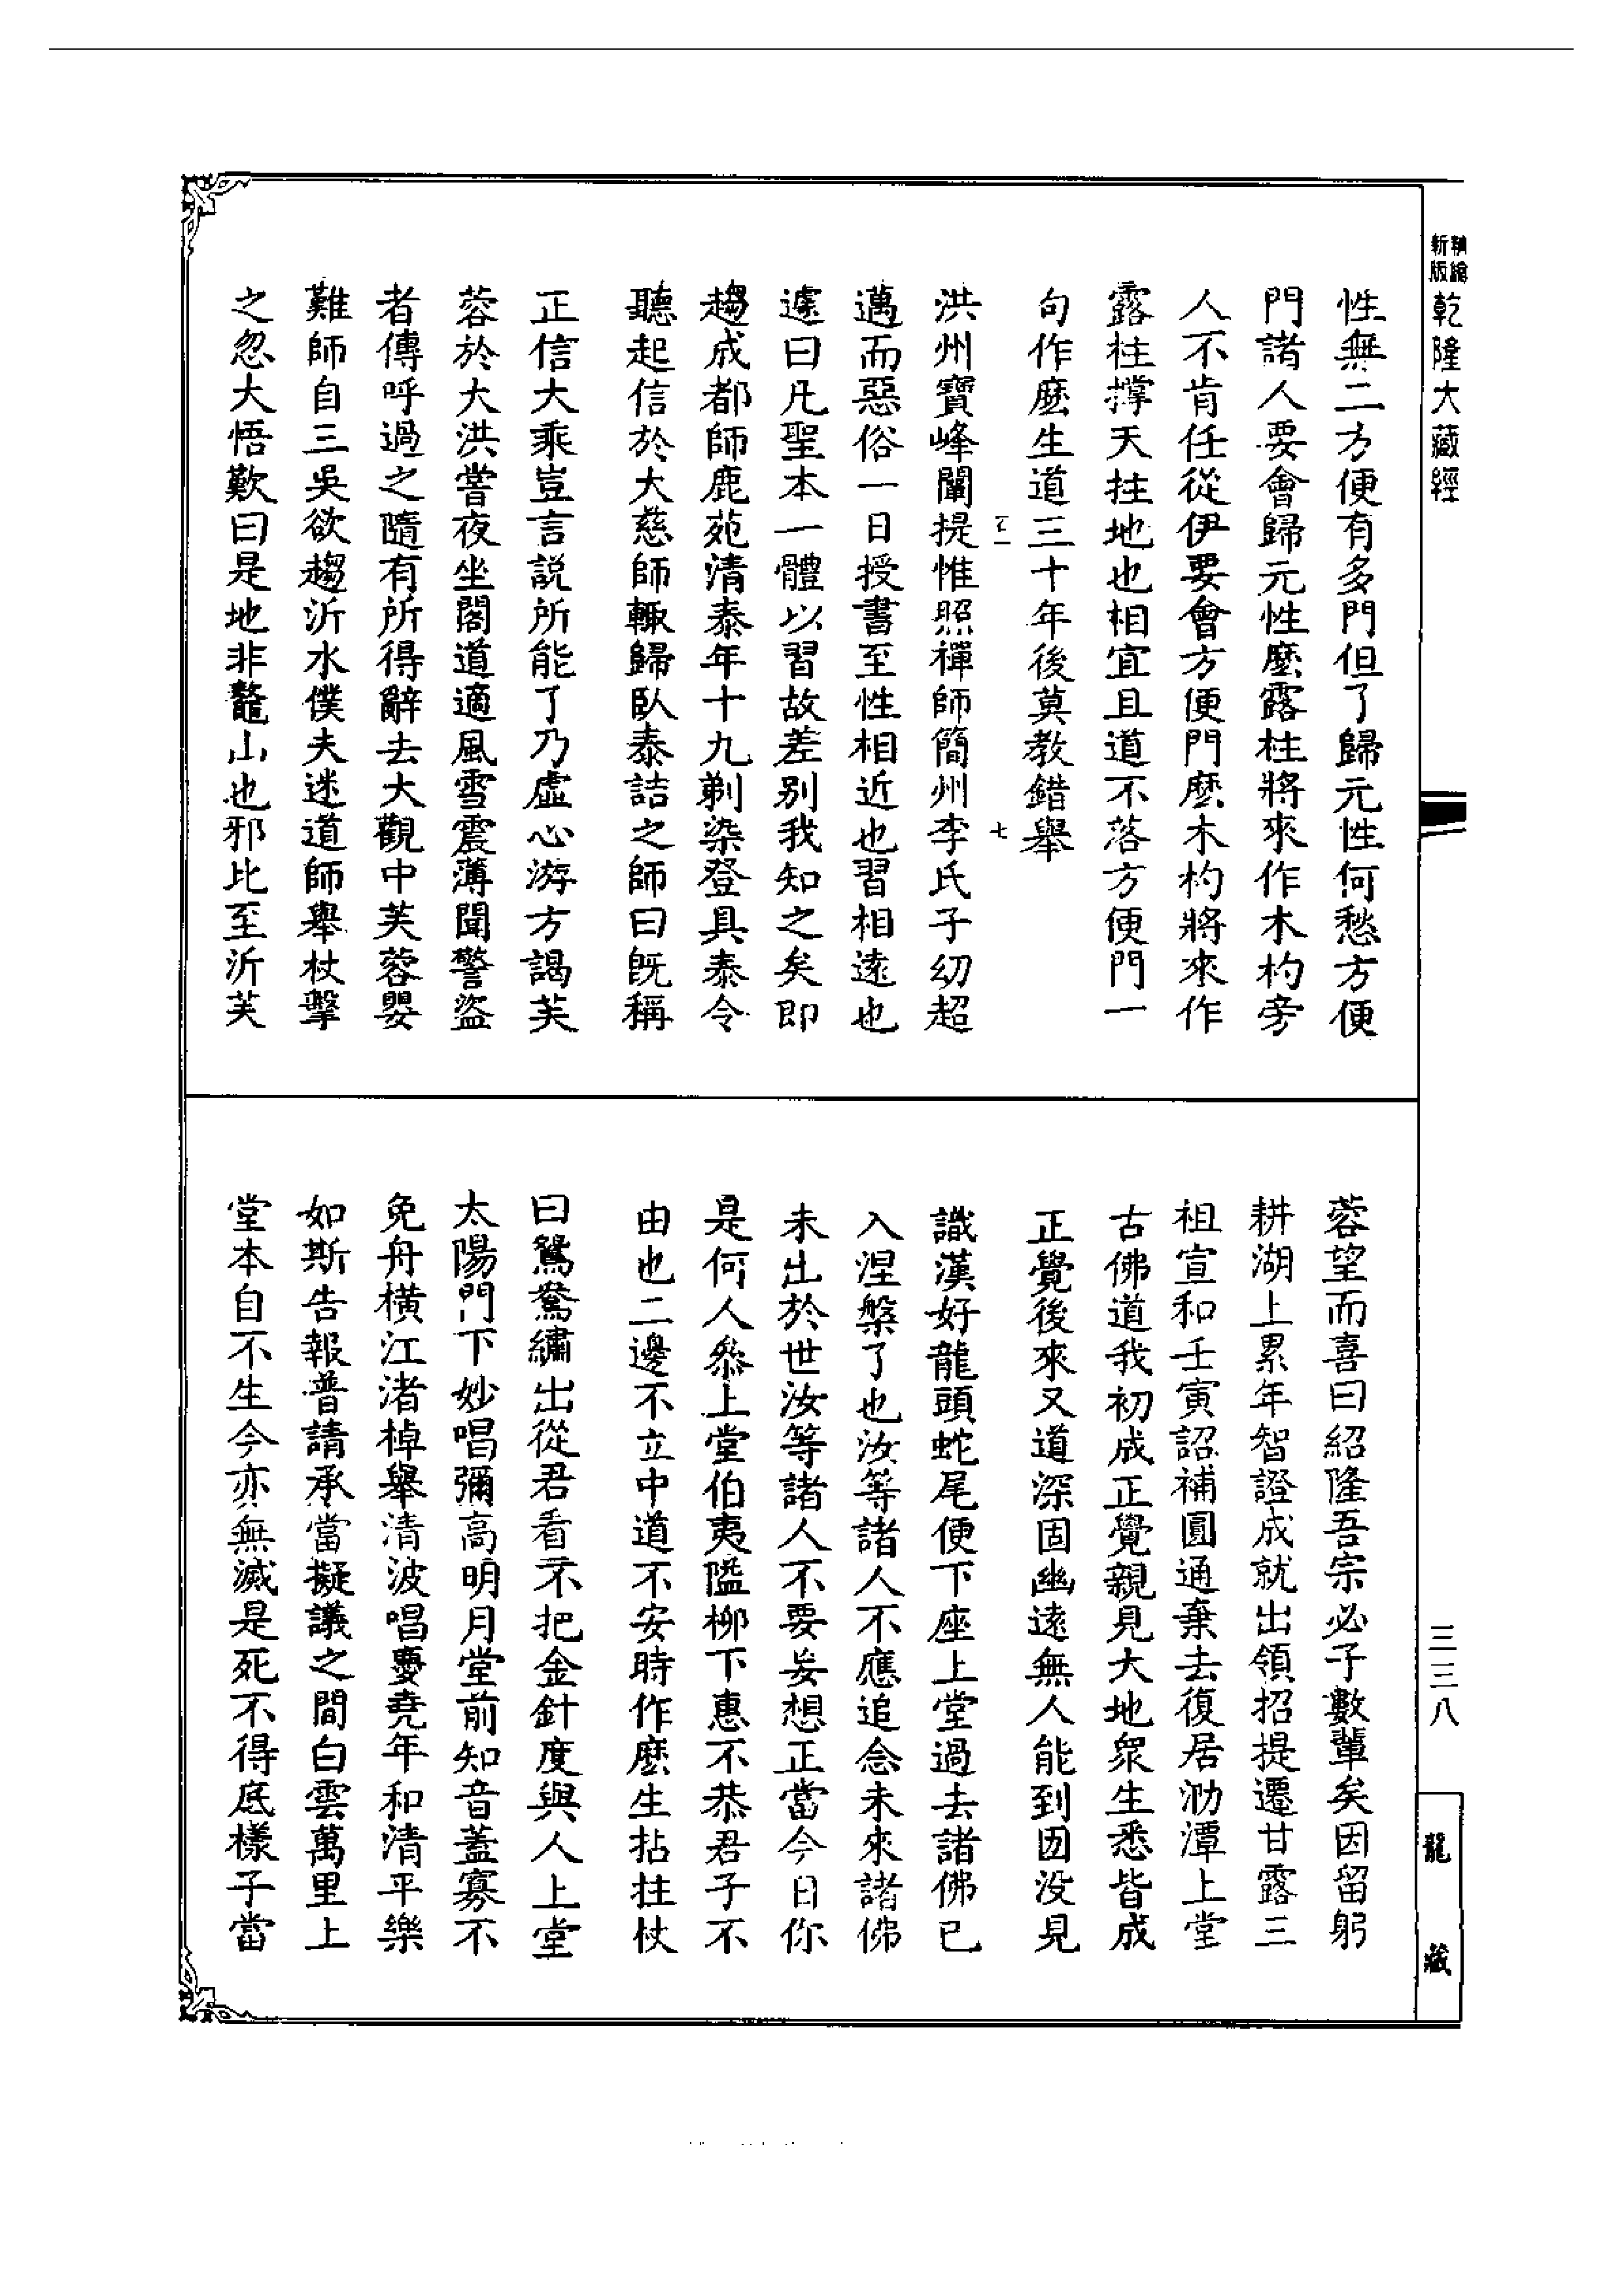 精繪
新版
乾隆大藏經
性無二方便有多門但了歸元性何愁方便
門諸人要會歸元性麼露柱將來作木杓旁
人不肯任從伊要會方便門麼木杓將來作
露柱撑天拄地也相宜且道不落方便門一
句作麼生道三十年後莫教錯舉
七
洪州寶峰闡提惟照禪師簡州李氏子幻超
邁而惡俗一日授書至性相近也習相遠也
遽曰凡聖本一體以習故差别我知之矣即
趨成都師鹿苑清泰年十九剃染登具泰令
聽起信於大慈師輒歸臥泰詰之師曰旣稱
正信大乘豈言説所能了乃虛心游方謁芙
蓉於大洪嘗夜坐閣道適風雪震薄聞警盜
者傳呼過之隨有所得辭去大觀中芙蓉嬰
難師自三吳欲趨沂水僕夫迷道師舉杖擊
之忽大悟歎曰是地非鼇山也邪比至沂芙
蓉望而喜曰紹隆吾宗必子數輩矣因留躬
耕湖上累年智證成就出領招提遷甘露三
祖宣和壬寅詔補圓通棄去復居泐潭上堂
古佛道我初成正覺親見大地衆生悉皆成
正覺後來又道深固幽遠無人能到囡没見
識漢好龍頭蛇尾便下座上堂過去諸佛已
入涅槃了也汝等諸人不應追念未來諸佛
未出於世汝等諸人不要妄想正當今日你
是何人叅上堂伯夷隘柳下惠不恭君子不
由也二邊不立中道不安時作麽生拈拄杖
曰鴛鴦繡出從君看不把金針度與人上堂
太陽門下妙唱彌高明月堂前知音蓋寡不
免舟橫江渚棹舉清波唱慶堯年和清平樂
如斯告報普請承當擬議之間白雲萬里上
堂本自不生今亦無滅是死不得底樣子當
三三八
龍藏